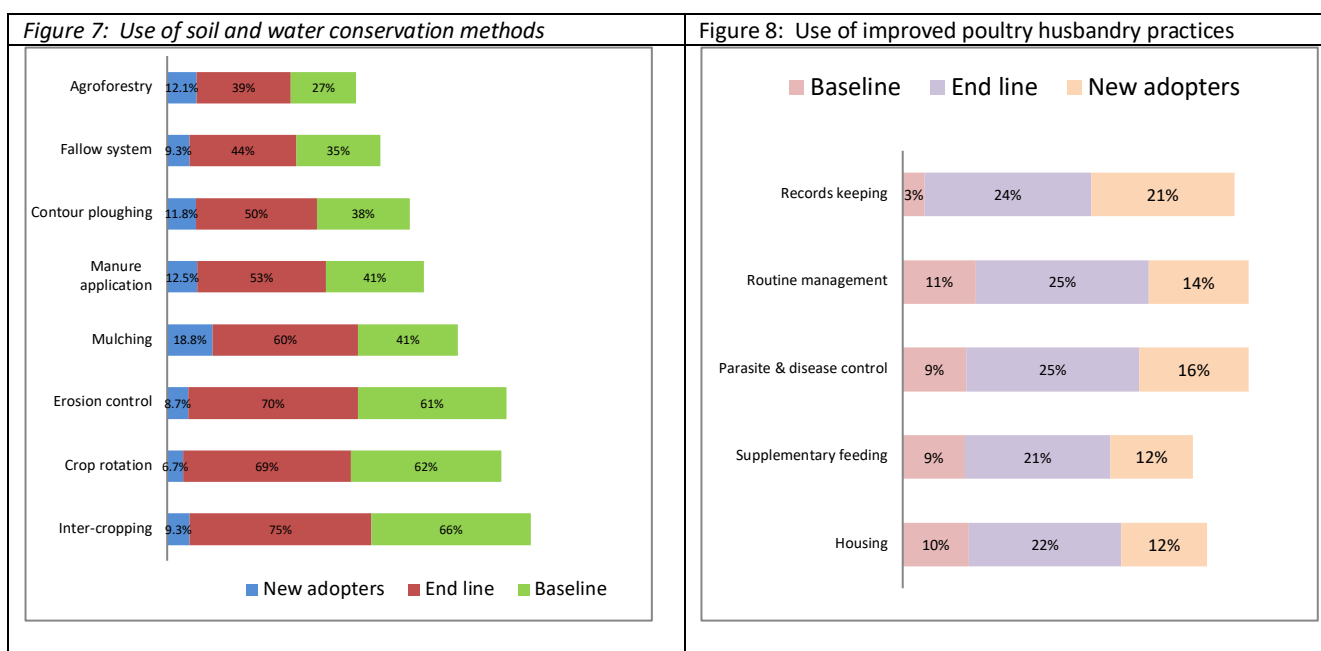 Figure 7: Use of soil and water conservation methods
Agroforestry 12.1% 39% 27%
Fallow system 9.3% 44% 35%
Contour ploughing 11.8% 50% 38%
Manure
application 12.5% 53% 41%
Mulching 18.8% 60% 41%
Erosion control 8.7% 70% 61%
Crop rotation 6.7% 69% 62%
Inter-cropping 9.3% 75% 66%
New adopters End line Baseline
Figure 8: Use of improved poultry husbandry practices
Baseline End line New adopters
Records keeping 3% 24% 21%
Routine management 11% 25% 14%
Parasite & disease control 9% 25% 16%
Supplementary feeding 9% 21% 12%
Housing 10% 22% 12%